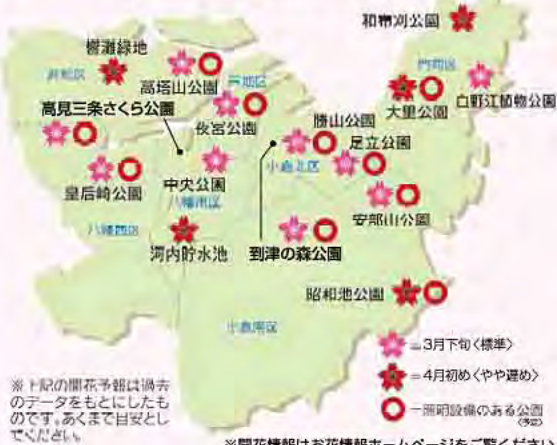 和布刈公園
響灘緑地
若松区
高塔山公園
戸畑区
門司区
高見三条さくら公園
夜宮公園
勝山公園
大里公園
白野江植物公園
足立公園
小倉北区
皇后崎公園
中央公園
安部山公園
八幡東区
八幡西区
河内貯水池
到津の森公園
昭和池公園
小倉南区
=3月下旬〈標準〉
=4月初め〈やや遅め〉
=照明設備のある公園
(予定)
※上記の開花予報は過去
のデータをもとにしたも
のです。あくまで目安とし
てください。
※開花情報はお花情報ホームページをご覧ください